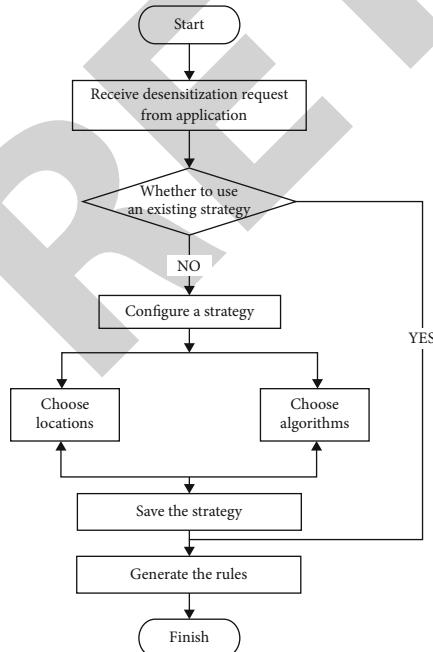 Start
Receive desensitization request
from application
Whether to use
an existing strategy
NO
Configure a strategy
YES
Choose
locations
Choose
algorithms
Save the strategy
Generate the rules
Finish